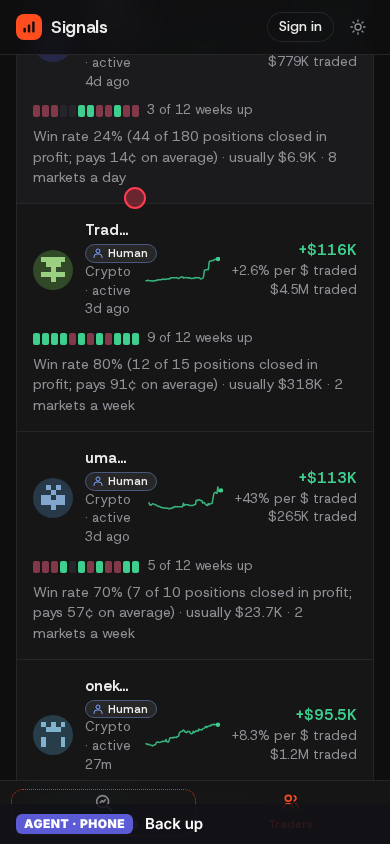 Signals
Sign in
· active
4d ago
$779K traded
3 of 12 weeks up
Win rate 24% (44 of 180 positions closed in
profit; pays 14¢ on average) · usually $6.9K · 8
markets a day
Trad…
Human
Crypto
· active
3d ago
+$116K
+2.6% per $ traded
$4.5M traded
9 of 12 weeks up
Win rate 80% (12 of 15 positions closed in
profit; pays 91¢ on average) · usually $318K · 2
markets a week
uma…
Human
Crypto
· active
3d ago
+$113K
+43% per $ traded
$265K traded
5 of 12 weeks up
Win rate 70% (7 of 10 positions closed in profit;
pays 57¢ on average) · usually $23.7K · 2
markets a week
onek…
Human
Crypto
· active
27m
+$95.5K
+8.3% per $ traded
$1.2M traded
Traders
AGENT · PHONE
Back up